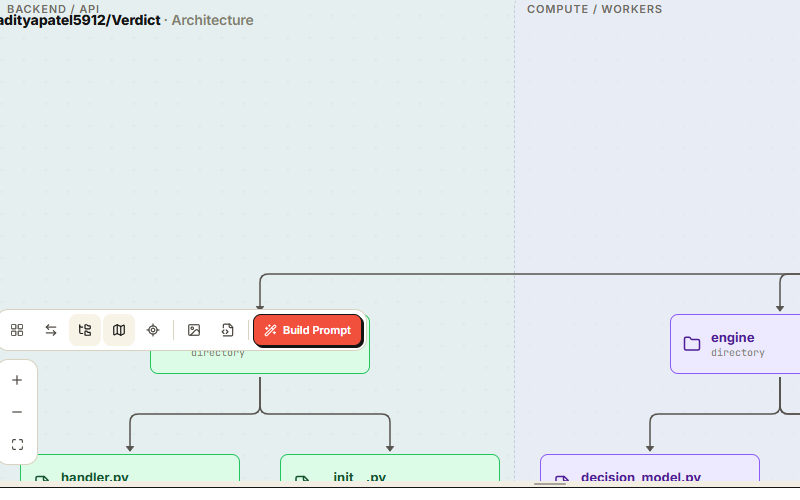 BACKEND / API
adityapatel5912/Verdict · Architecture
COMPUTE / WORKERS
Build Prompt
directory
engine
directory
handler.py
__init__.py
decision_model.py